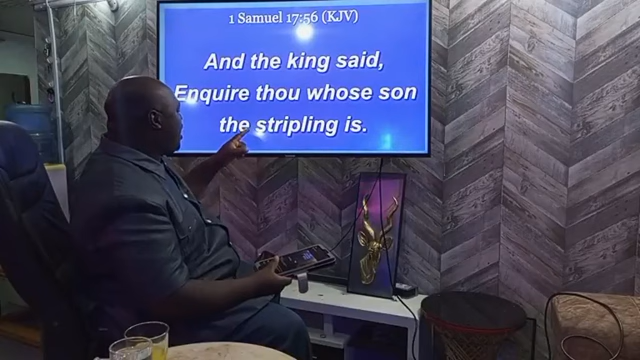 1 Samuel 17:56 (KJV)
And the king said,
Enquire thou whose son
the stripling is.